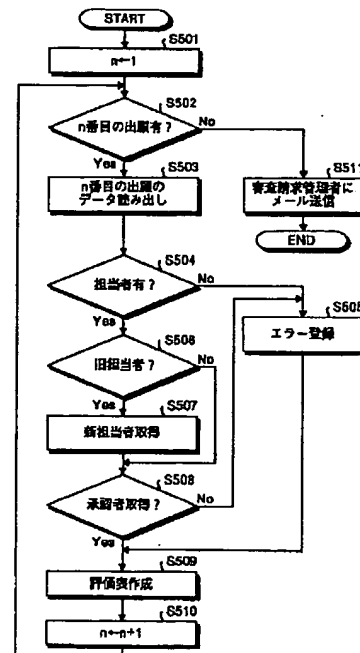 START
S501
n←1
S502
n番目の出願有？
No
Yes
S503
n番目の出願の
データ読み出し
S511
審査請求管理者に
メール送信
END
S504
担当者有？
No
Yes
S505
エラー登録
S506
旧担当者？
No
Yes
S507
新担当者取得
S508
承認者取得？
No
Yes
S509
評価表作成
S510
n←n+1